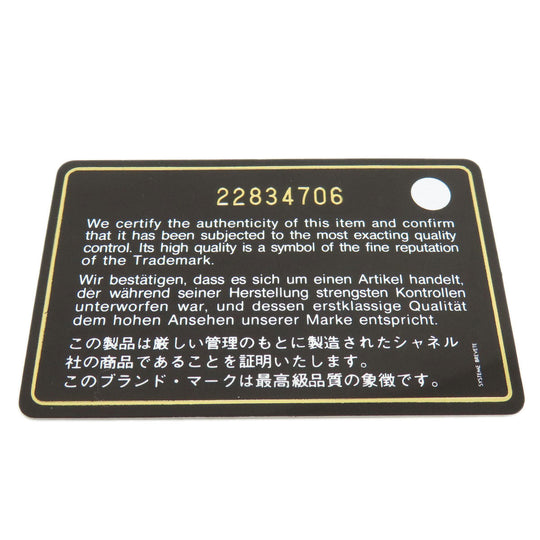 22834706
We certify the authenticity of this item and confirm
that it has been subjected to the most exacting quality
control. Its high quality is a symbol of the fine reputation
of the Trademark.
Wir bestätigen, dass es sich um einen Artikel handelt,
der während seiner Herstellung strengsten Kontrollen
unterworfen war, und dessen erstklassige Qualität
dem hohen Ansehen unserer Marke entspricht.
この製品は厳しい管理のもとに製造されたシャネル
社の商品であることを証明いたします。
このブランド・マークは最高級品質の象徴です。
SYSTEME BREVETE